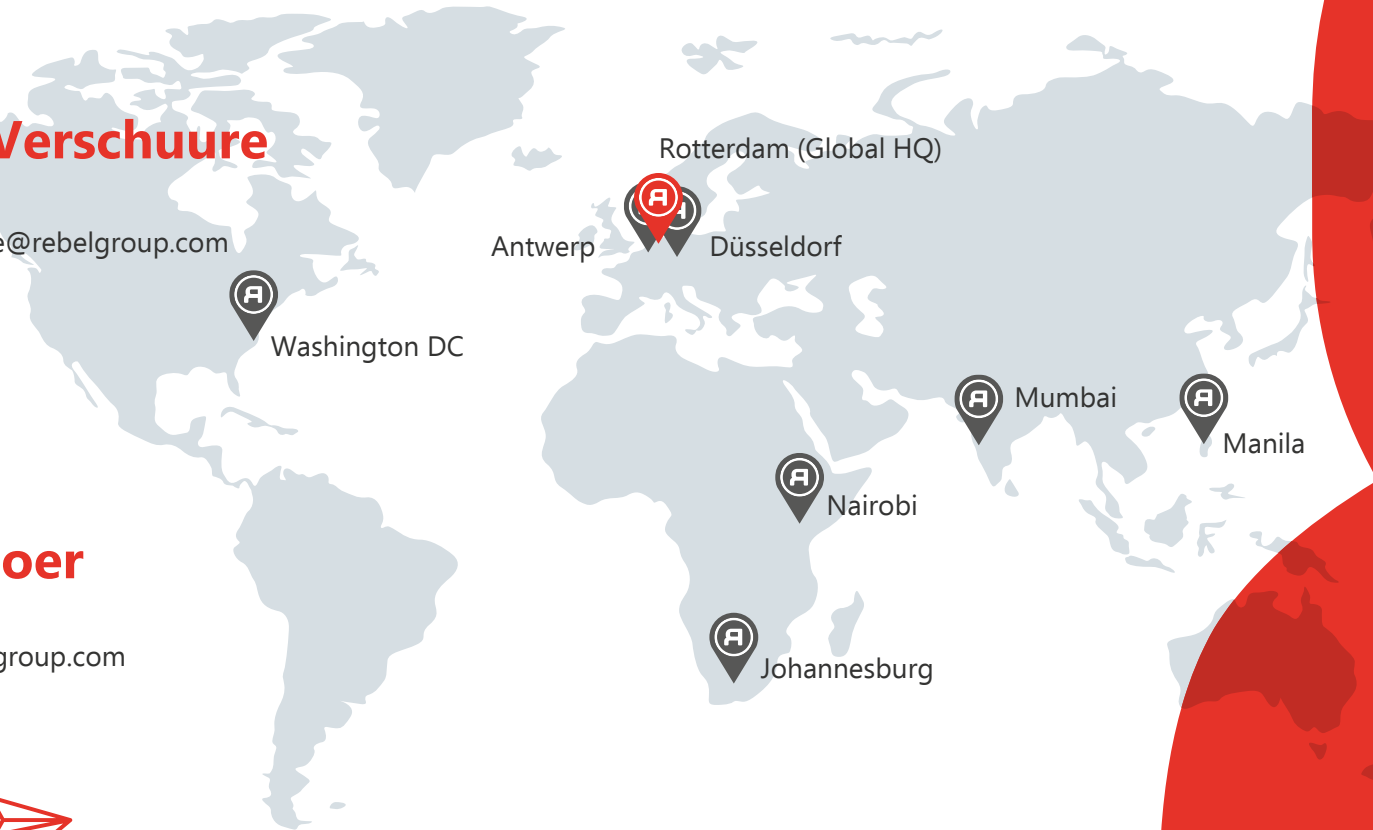 Verschuure
Rotterdam (Global HQ)
e@rebelgroup.com
Antwerp
Düsseldorf
Washington DC
Mumbai
Manila
Nairobi
oer
group.com
Johannesburg